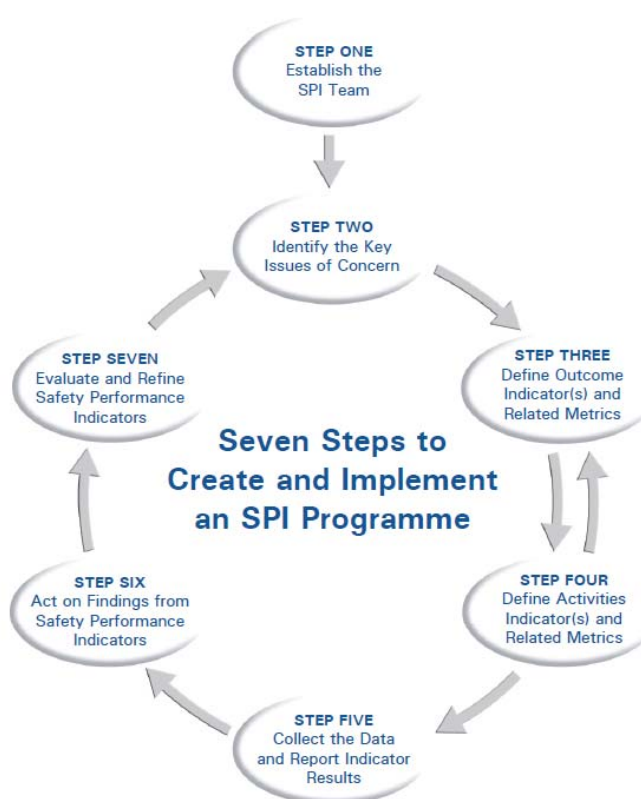 STEP ONE
Establish the
SPI Team
STEP TWO
Identify the Key
Issues of Concern
STEP THREE
Define Outcome
Indicator(s) and
Related Metrics
STEP FOUR
Define Activities
Indicator(s) and
Related Metrics
STEP FIVE
Collect the Data
and Report Indicator
Results
STEP SIX
Act on Findings from
Safety Performance
Indicators
STEP SEVEN
Evaluate and Refine
Safety Performance
Indicators
Seven Steps to
Create and Implement
an SPI Programme